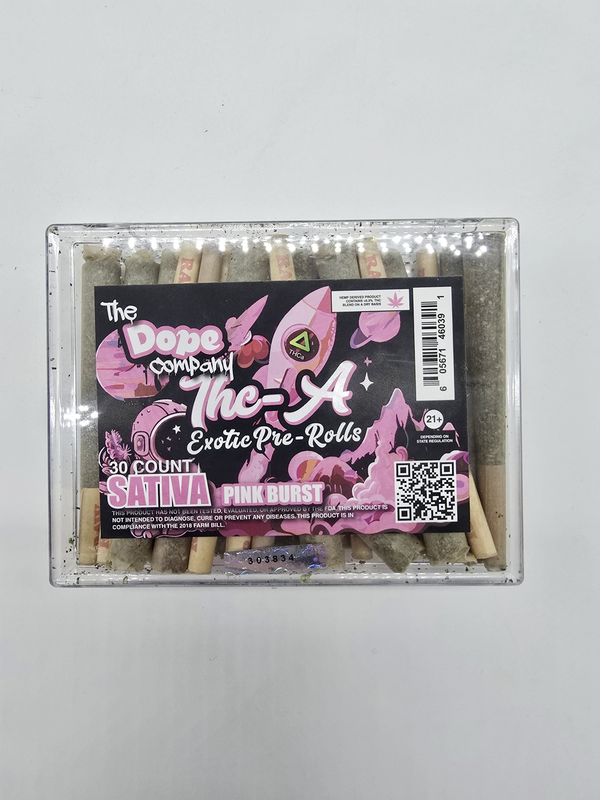 The
Dope
company
Thc-A
Exotic Pre-Rolls
30 COUNT
SATIVA
PINK BURST
THIS PRODUCT HAS NOT BEEN TESTED, EVALUATED, OR APPROVED BY THE FDA. THIS PRODUCT IS
NOT INTENDED TO DIAGNOSE, CURE OR PREVENT ANY DISEASES. THIS PRODUCT IS IN
COMPLIANCE WITH THE 2018 FARM BILL.
HEMP DERIVED PRODUCT
CONTAINS <0.3% THC
BLEND ON A DRY BASIS
THCa
6 05671 46039 1
21+
DEPENDING ON
STATE REGULATION
303834
RA
RA